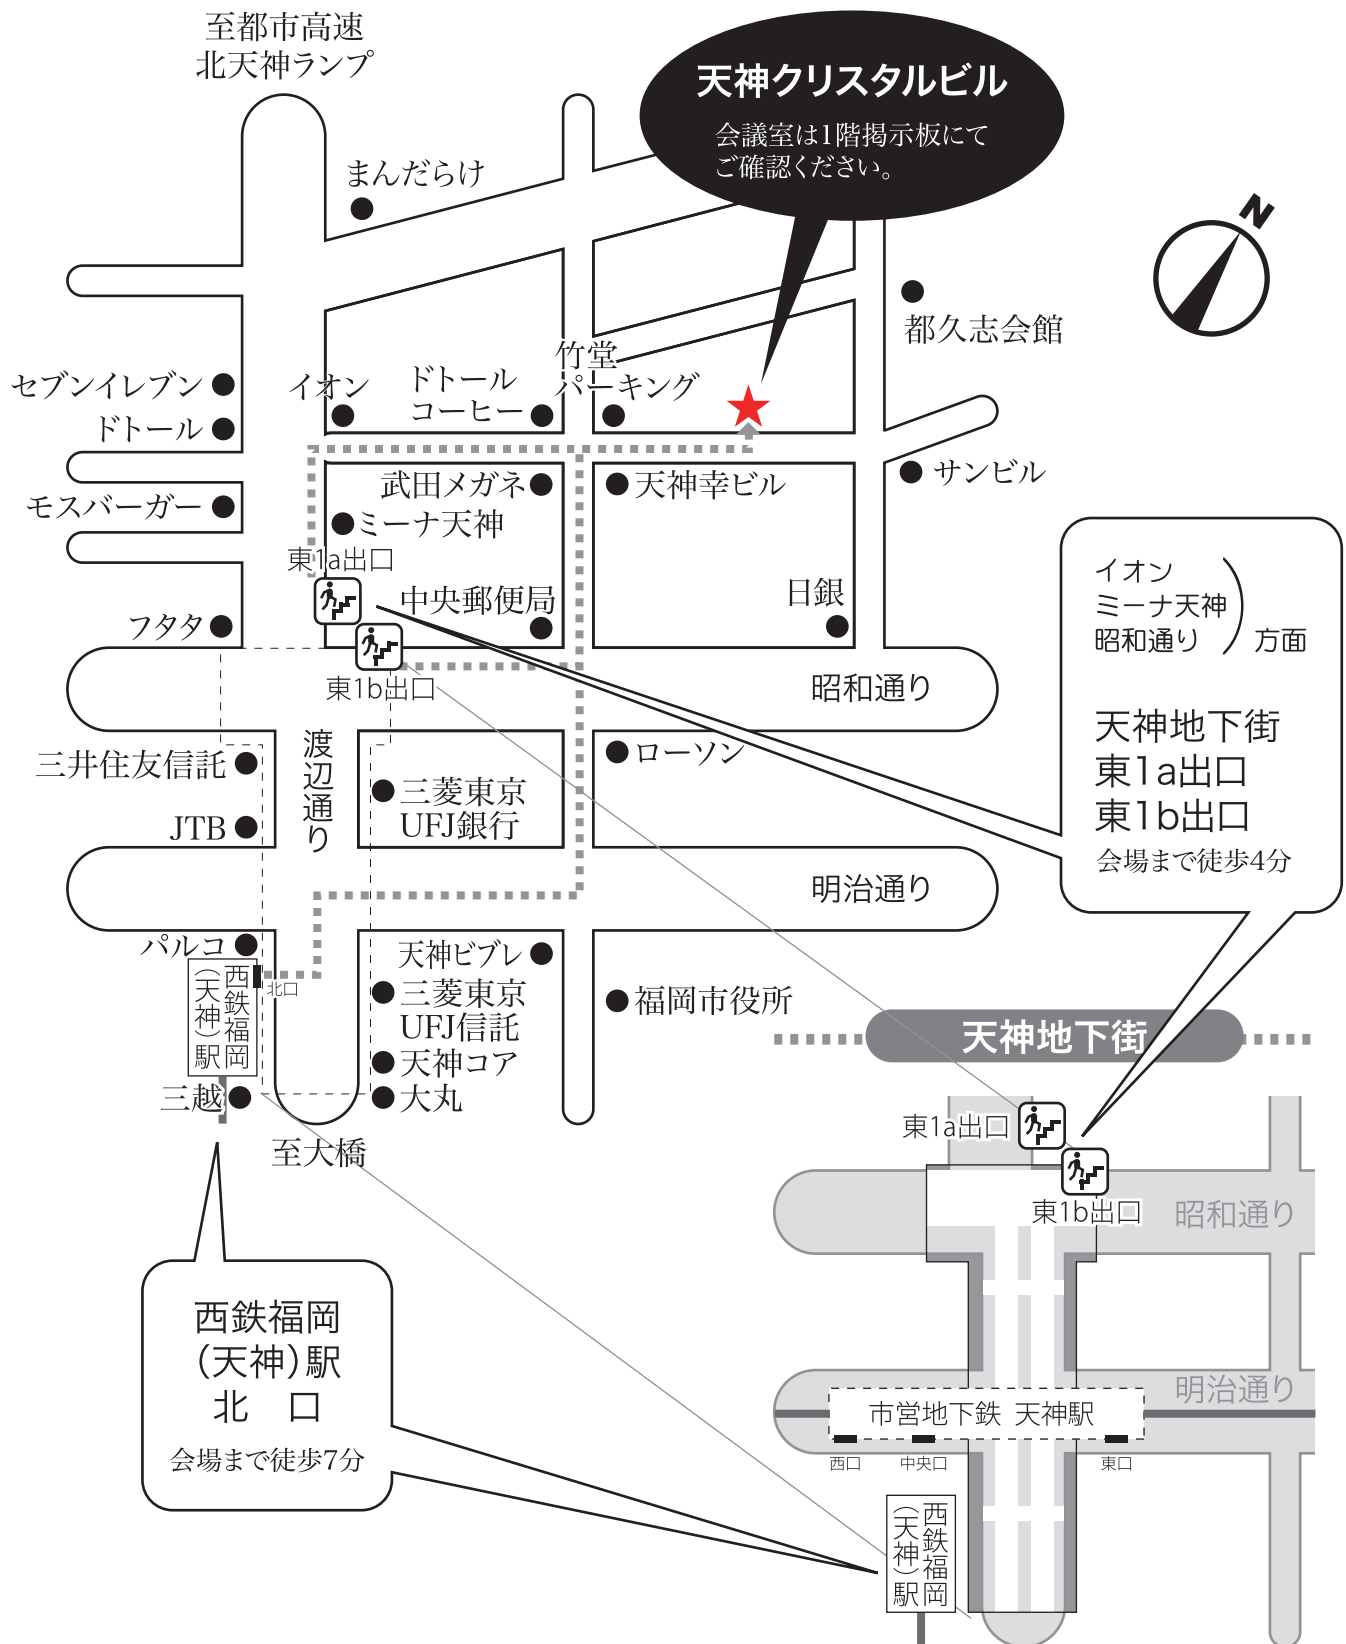 至都市高速
北天神ランプ
天神クリスタルビル
会議室は1階掲示板にて
ご確認ください。
N
まんだらけ
都久志会館
セブンイレブン
ドトール
イオン
ドトール
コーヒー
竹堂
パーキング
サンビル
モスバーガー
武田メガネ
天神幸ビル
ミーナ天神
東1a出口
中央郵便局
日銀
フタタ
東1b出口
昭和通り
イオン
ミーナ天神
昭和通り
方面
天神地下街
東1a出口
東1b出口
会場まで徒歩4分
三井住友信託
渡辺通り
ローソン
三菱東京
UFJ銀行
JTB
明治通り
パルコ
西鉄福岡
(天神)駅
北口
天神ビブレ
三菱東京
UFJ信託
福岡市役所
天神コア
三越
大丸
至大橋
天神地下街
東1a出口
東1b出口
昭和通り
西鉄福岡
(天神)駅
北 口
会場まで徒歩7分
明治通り
市営地下鉄 天神駅
西口
中央口
東口
西鉄福岡
(天神)駅